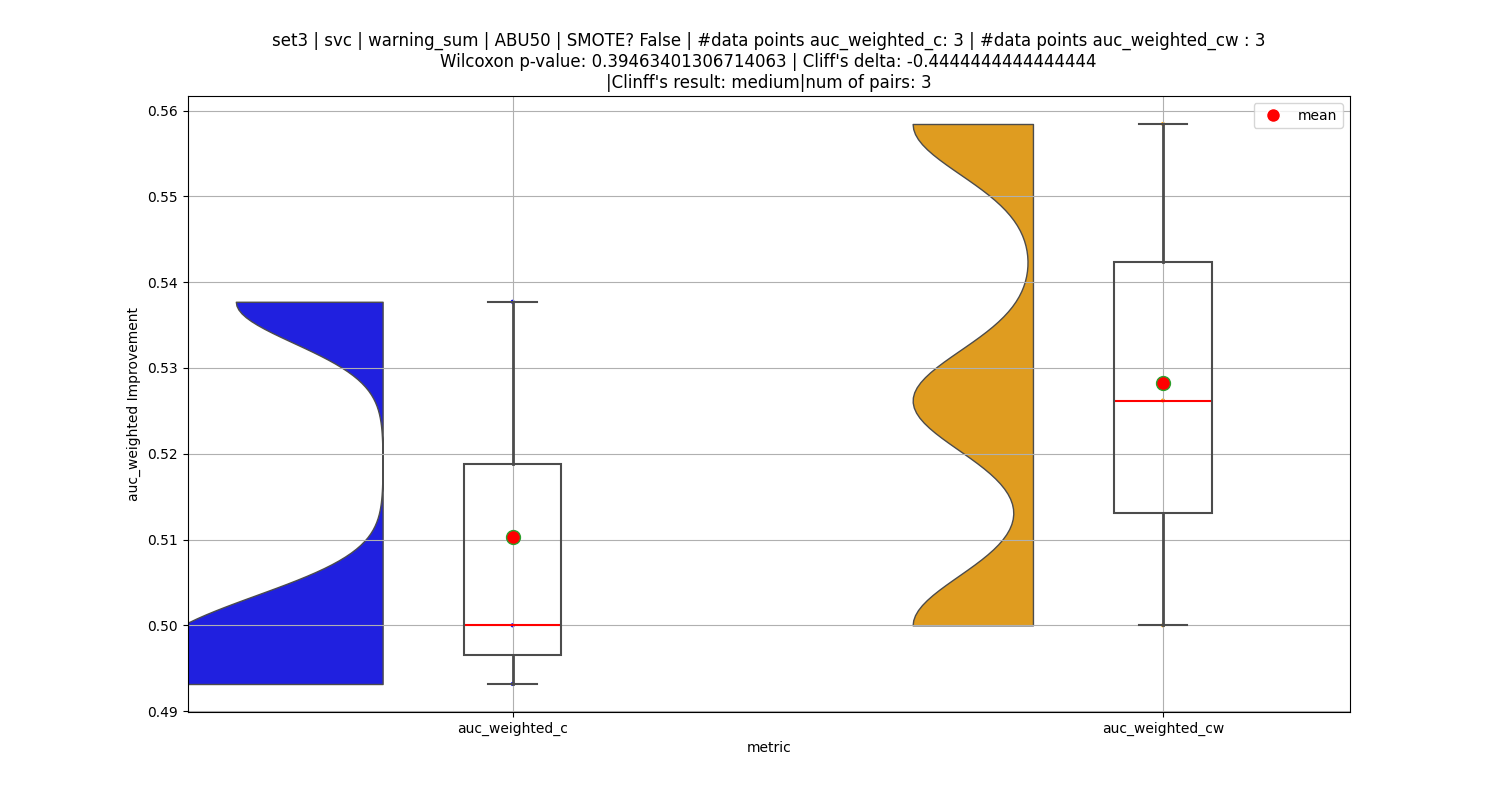 set3 | svc | warning_sum | ABU50 | SMOTE? False | #data points auc_weighted_c: 3 | #data points auc_weighted_cw : 3
Wilcoxon p-value: 0.39463401306714063 | Cliff's delta: -0.4444444444444444
|Clinff's result: medium|num of pairs: 3
mean
0.56
0.55
0.54
0.53
0.52
0.51
0.50
0.49
auc_weighted Improvement
auc_weighted_c
auc_weighted_cw
metric